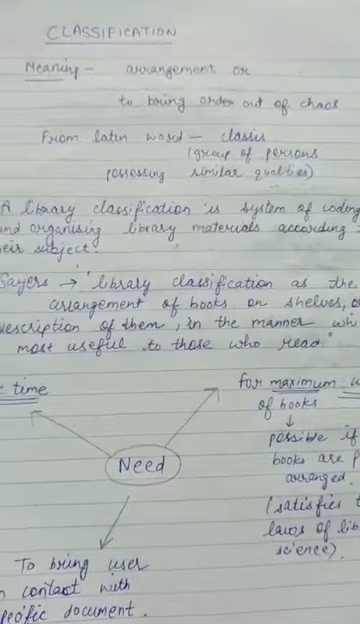 CLASSIFICATION
Meaning - arrangement or
to bring order out of chaos
From latin word - classis
(group of persons
possessing similar qualities)
A library classification is system of coding
and organising library materials according
their subject.
Sayers → "library classification as the
arrangement of books on shelves, or
description of them, in the manner
most useful to those who read"
time
for maximum
of books
↓
possible if
books are
arranged.
Need
(satisfies
laws of
science).
To bring user
contact with
specific document.